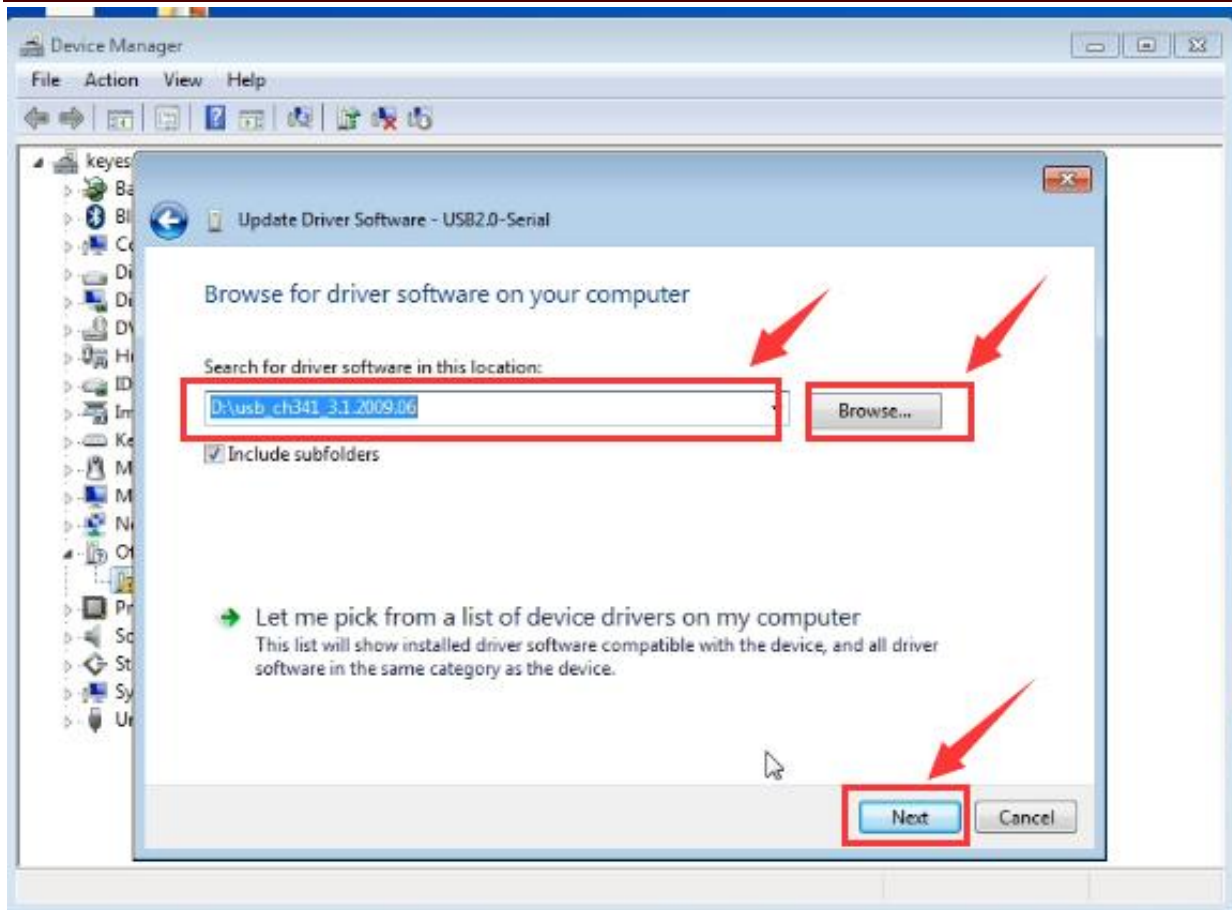 Device Manager
File Action View Help
keyes
Update Driver Software - USB2.0-Serial
Browse for driver software on your computer
Search for driver software in this location:
D:\usb_ch341_3.1.2009.06
Browse...
Include subfolders
Let me pick from a list of device drivers on my computer
This list will show installed driver software compatible with the device, and all driver
software in the same category as the device.
Next Cancel